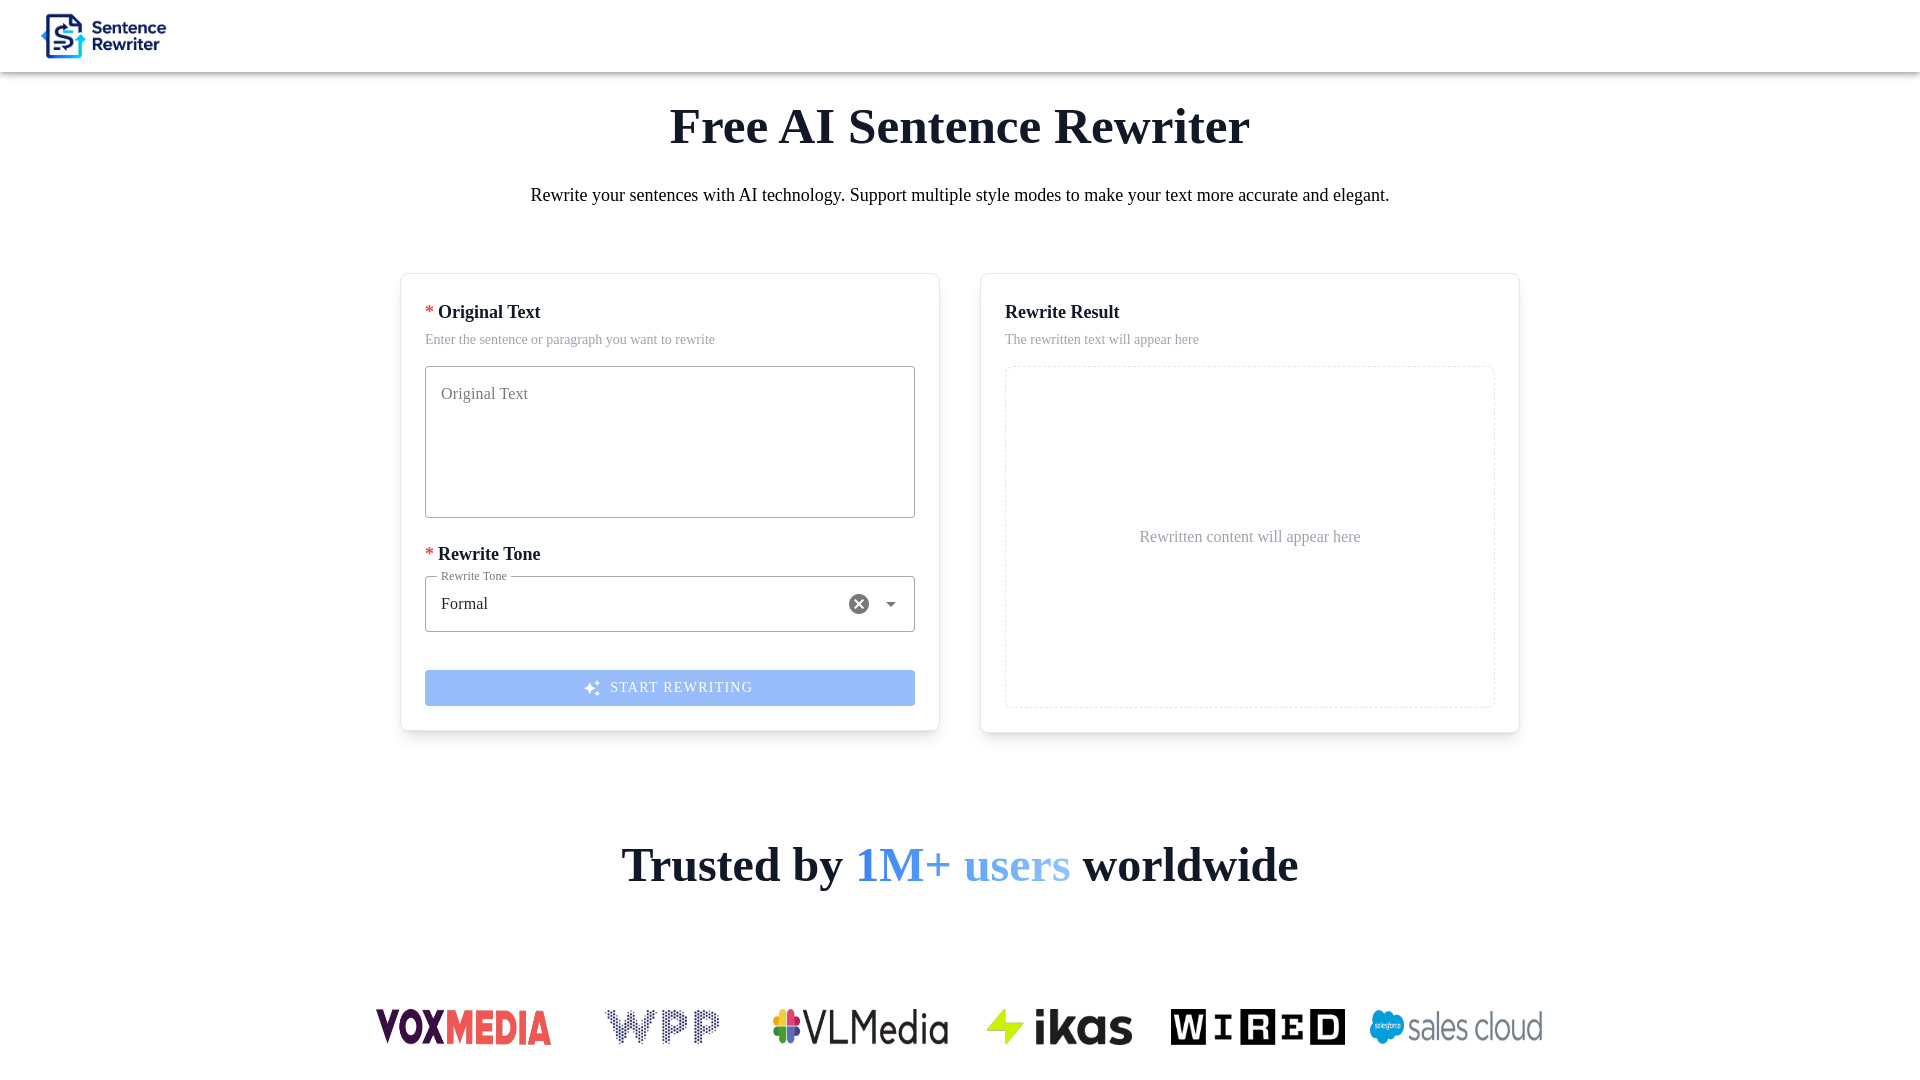 Sentence
Rewriter
Free AI Sentence Rewriter
Rewrite your sentences with AI technology. Support multiple style modes to make your text more accurate and elegant.
* Original Text
Enter the sentence or paragraph you want to rewrite
Original Text
* Rewrite Tone
Rewrite Tone
Formal
START REWRITING
Rewrite Result
The rewritten text will appear here
Rewritten content will appear here
Trusted by 1M+ users worldwide
VOXMEDIA
WPP
VLMedia
ikas
WIRED
salesforce
sales cloud